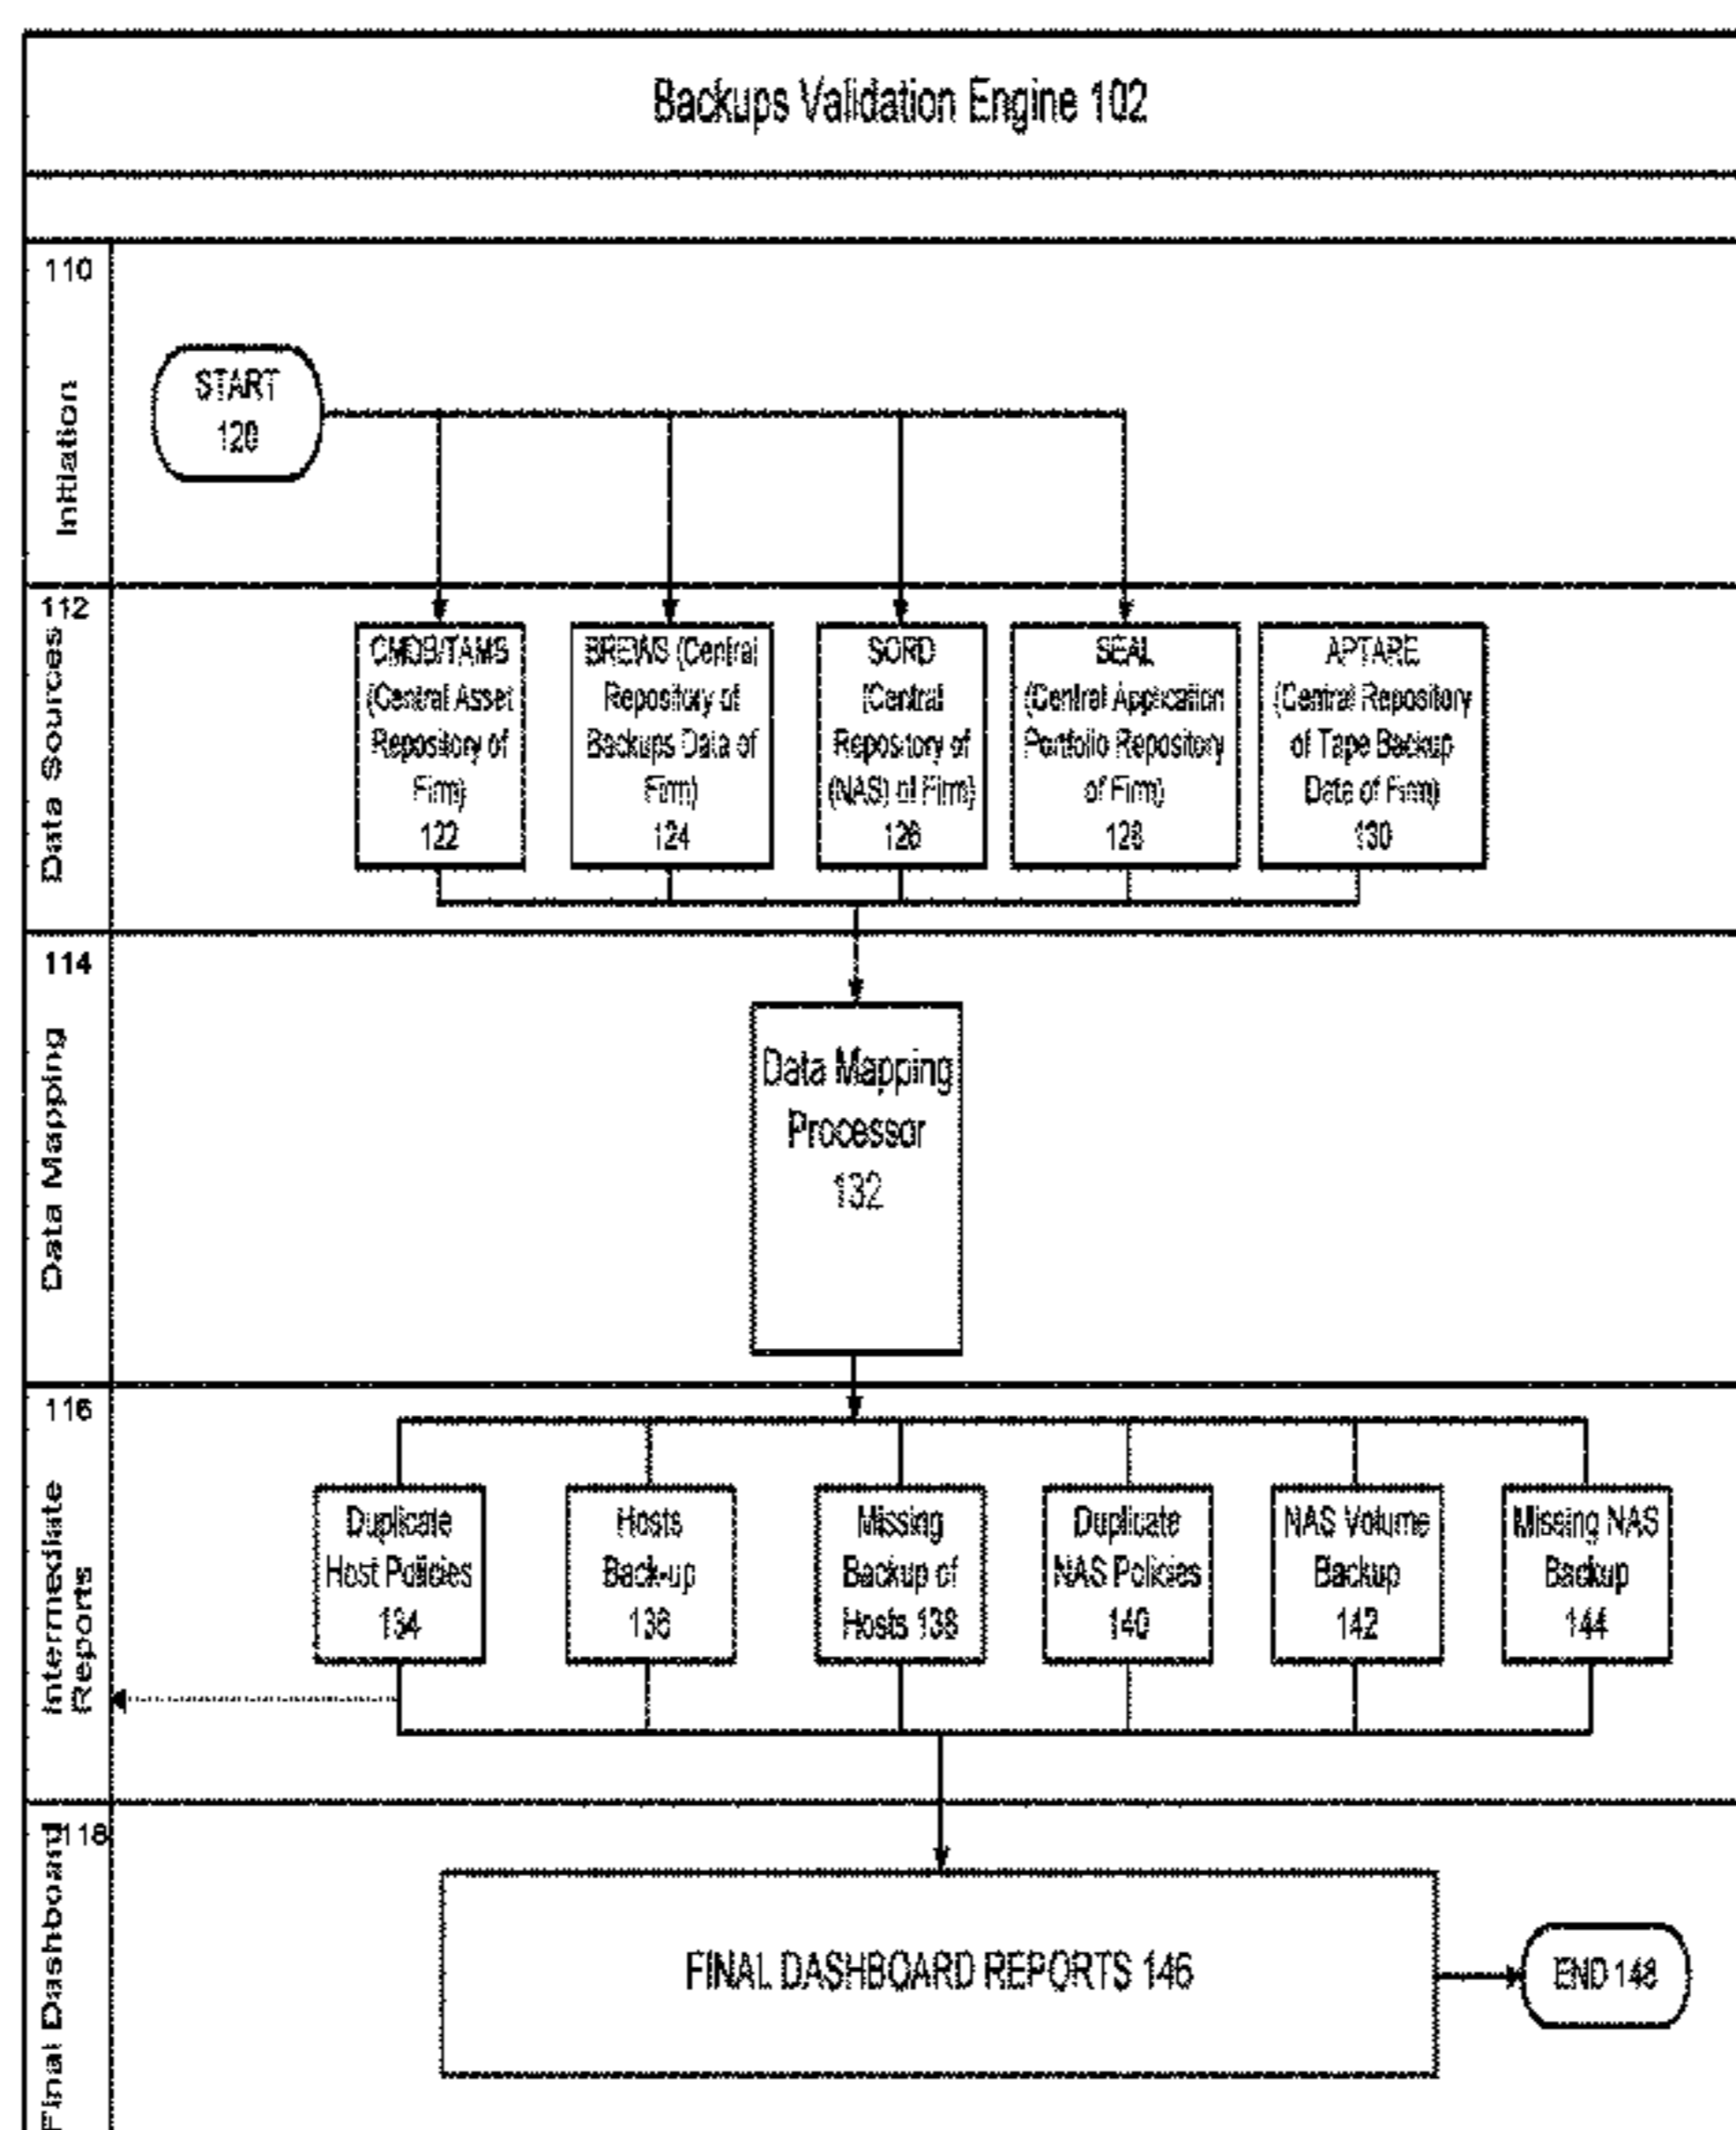 Backups Validation Engine 102
110
Initiation
START
120
112
Data Sources
CMDB/TAMS
(Central Asset
Repository of
Firm)
122
BREWS (Central
Repository of
Backups Data of
Firm)
124
SORD
(Central
Repository of
(NAS) of Firm)
126
SEAL
(Central Application
Portfolio Repository
of Firm)
128
APTARE
(Central Repository
of Tape Backup
Data of Firm)
130
114
Data Mapping
Data Mapping
Processor
132
116
Intermediate
Reports
Duplicate
Host Policies
134
Hosts
Back-up
136
Missing
Backup of
Hosts 138
Duplicate
NAS Policies
140
NAS Volume
Backup
142
Missing NAS
Backup
144
118
Final Dashboard
FINAL DASHBOARD REPORTS 146
END 148